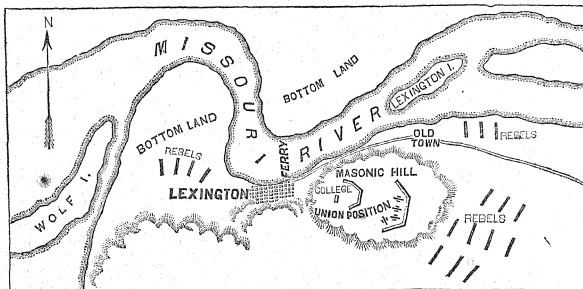 N
MISSOURI RIVER
BOTTOM LAND
LEXINGTON I.
BOTTOM LAND
FERRY
OLD
TOWN
REBELS
REBELS
MASONIC HILL
LEXINGTON
COLLEGE
UNION POSITION
WOLF I.
REBELS